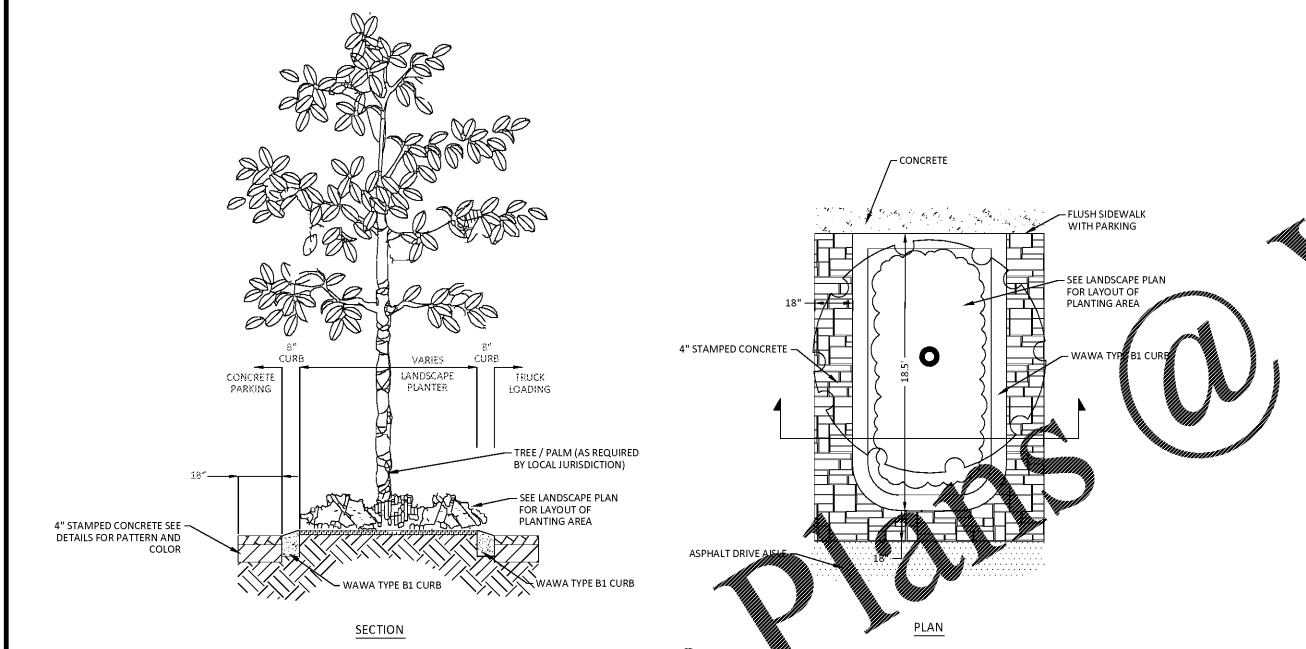 8"
CURB
VARIES
8"
CURB
CONCRETE
PARKING
LANDSCAPE
PLANTER
TRUCK
LOADING
18"
TREE / PALM (AS REQUIRED
BY LOCAL JURISDICTION)
SEE LANDSCAPE PLAN
FOR LAYOUT OF
PLANTING AREA
4" STAMPED CONCRETE SEE
DETAILS FOR PATTERN AND
COLOR
WAWA TYPE B1 CURB
WAWA TYPE B1 CURB
SECTION
CONCRETE
FLUSH SIDEWALK
WITH PARKING
SEE LANDSCAPE PLAN
FOR LAYOUT OF
PLANTING AREA
18"
4" STAMPED CONCRETE
WAWA TYPE B1 CURB
18.5'
ASPHALT DRIVE AISLE
18"
PLAN
Plans @